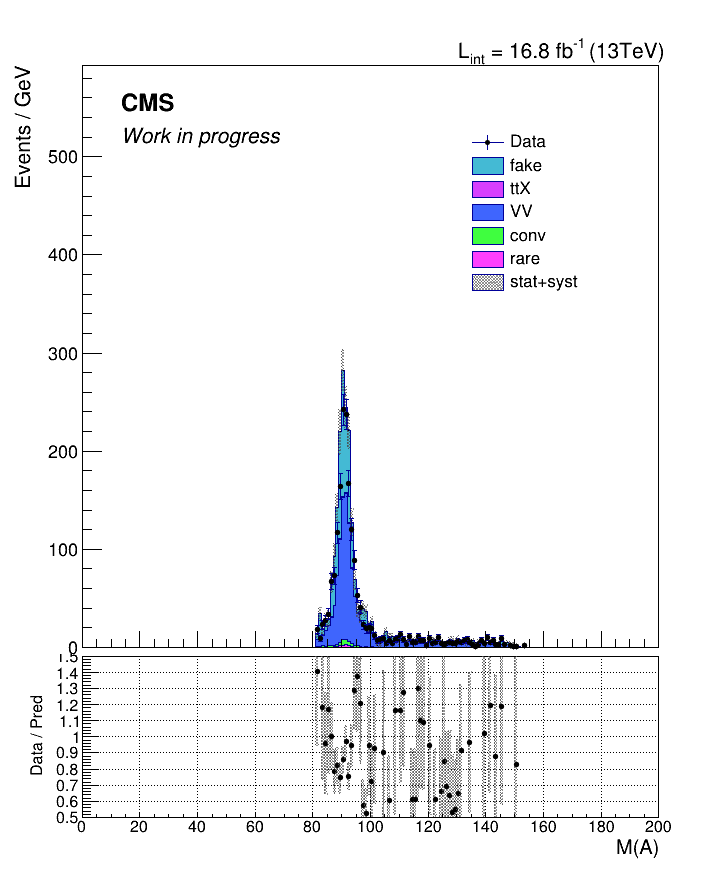 L_int = 16.8 fb^-1 (13TeV)
Events / GeV
CMS
Work in progress
Data
fake
ttX
VV
conv
rare
stat+syst
500
400
300
200
100
0
Data / Pred
1.5
1.4
1.3
1.2
1.1
1
0.9
0.8
0.7
0.6
0.5
0 20 40 60 80 100 120 140 160 180 200
M(A)